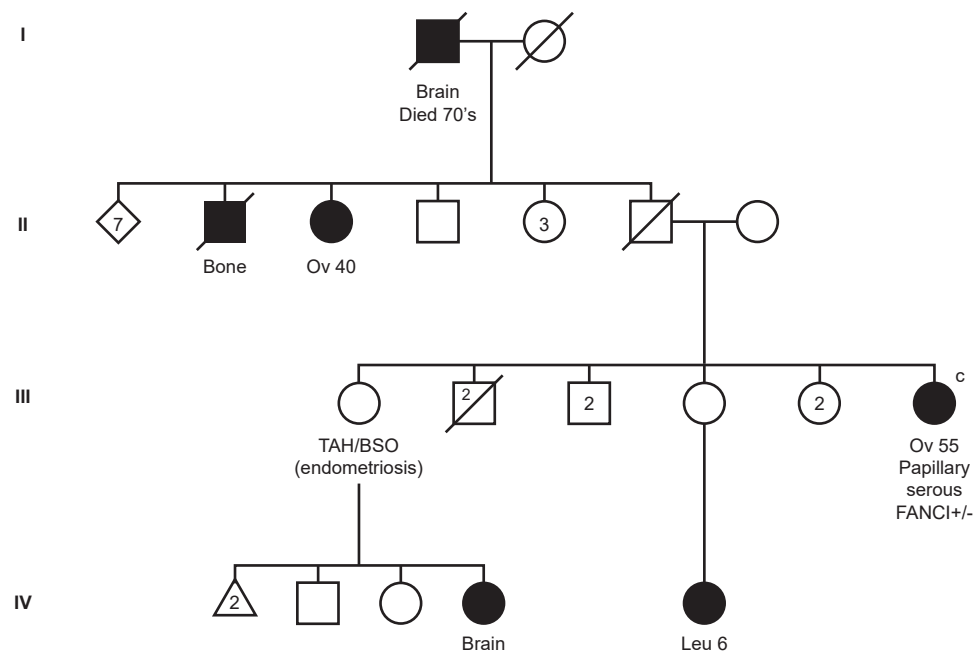 I
Brain
Died 70's
II
7
3
Bone
Ov 40
III
2
2
2
c
TAH/BSO
(endometriosis)
Ov 55
Papillary
serous
FANCI+/-
IV
2
Brain
Leu 6